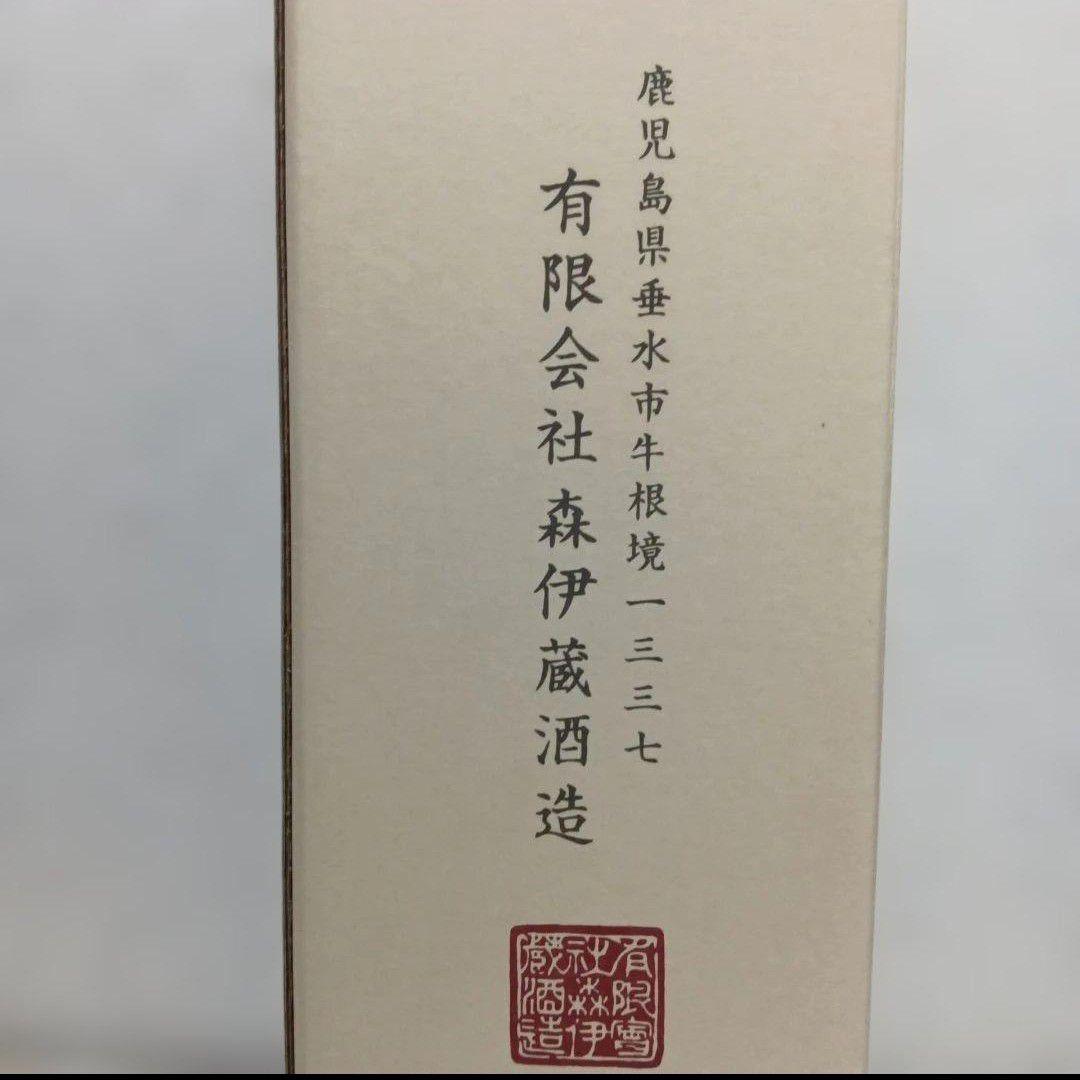 鹿児島県垂水市牛根境一三三七
有限会社森伊蔵酒造
有限會
社森伊
蔵酒造